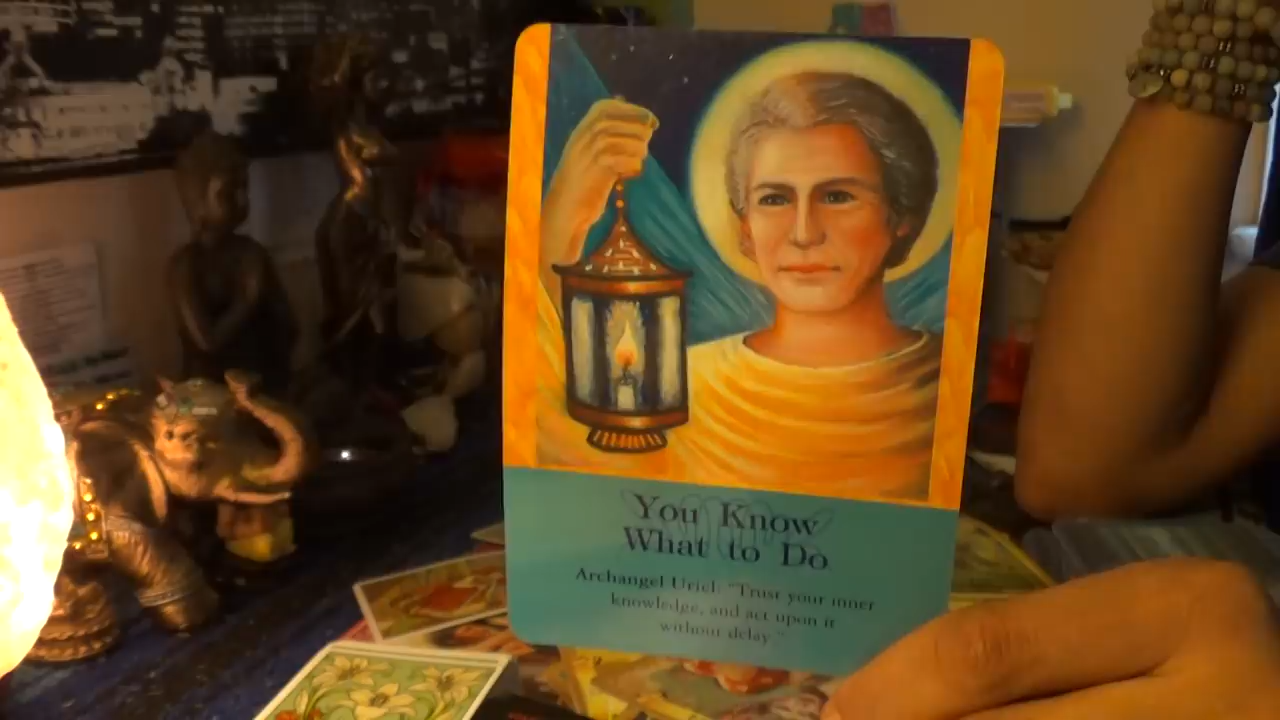 You Know
What to Do
Archangel Uriel: "Trust your inner
knowledge, and act upon it
without delay."